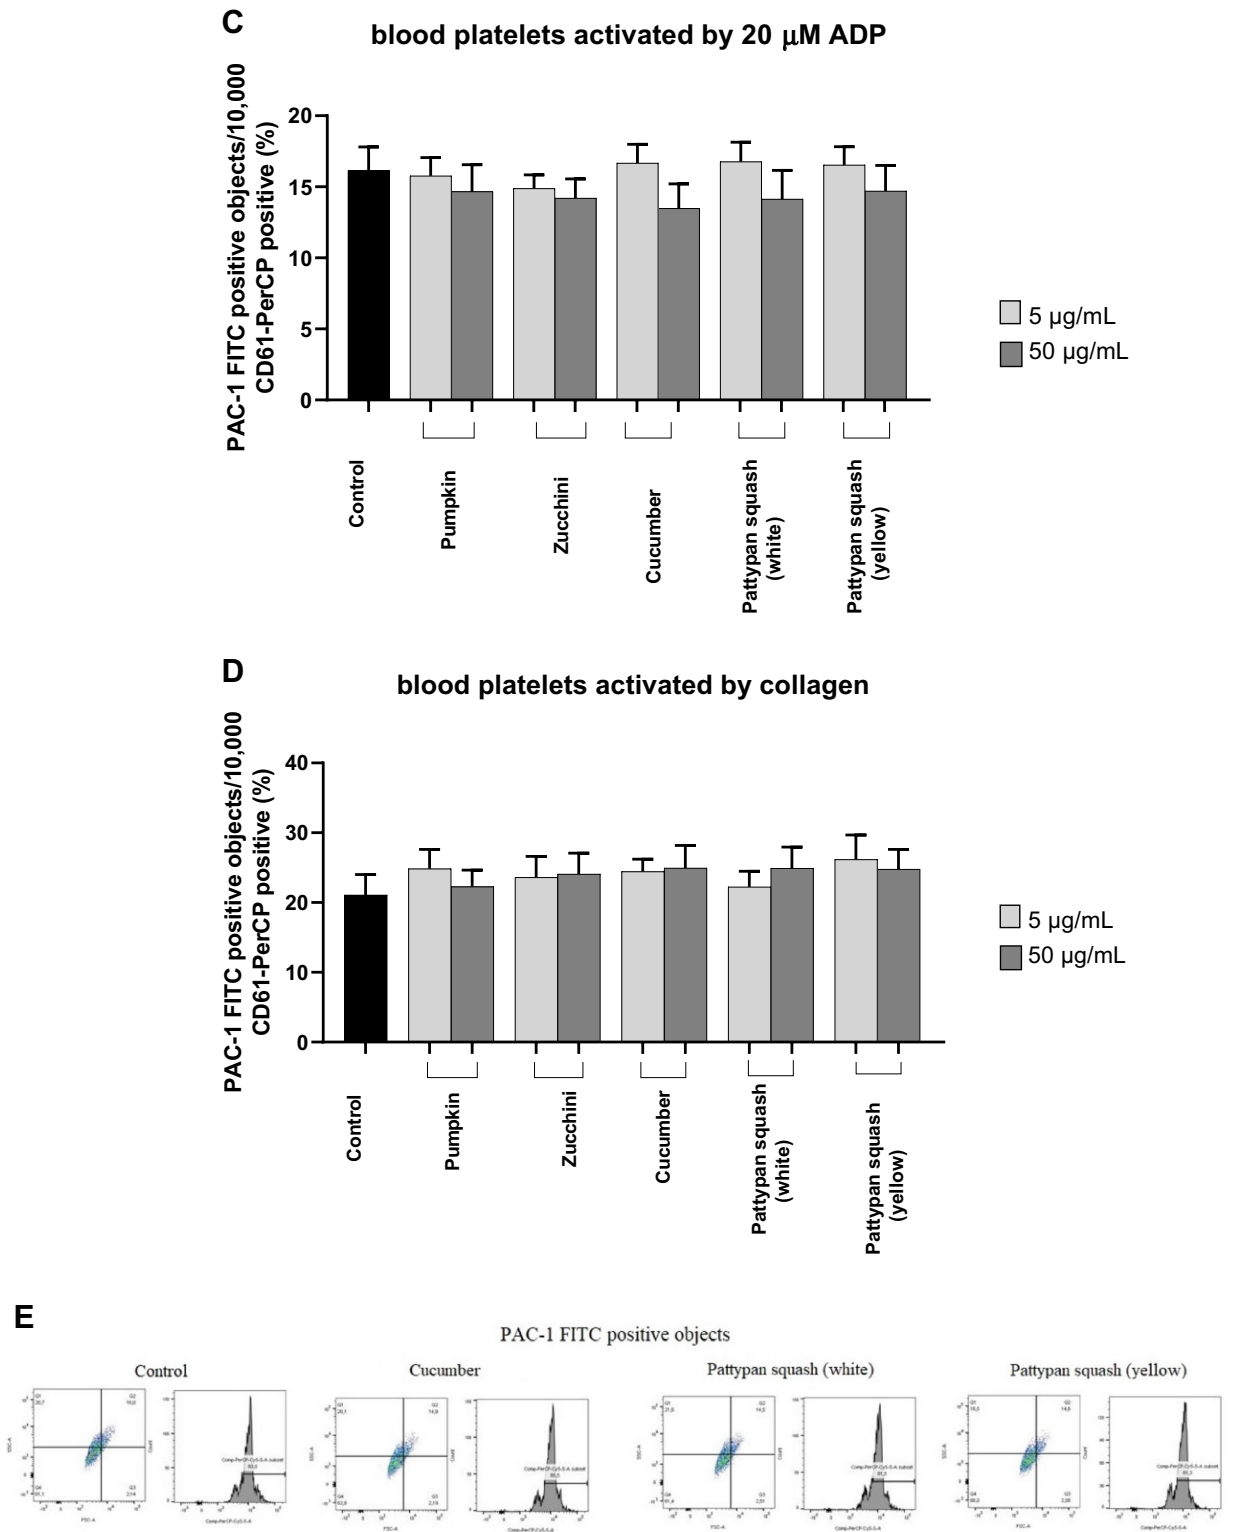 C
blood platelets activated by 20 µM ADP
PAC-1 FITC positive objects/10,000
CD61-PerCP positive (%)
20
15
10
5
0
5 µg/mL
50 µg/mL
Control
Pumpkin
Zucchini
Cucumber
Pattypan squash
(white)
Pattypan squash
(yellow)
D
blood platelets activated by collagen
PAC-1 FITC positive objects/10,000
CD61-PerCP positive (%)
40
30
20
10
0
5 µg/mL
50 µg/mL
Control
Pumpkin
Zucchini
Cucumber
Pattypan squash
(white)
Pattypan squash
(yellow)
E
PAC-1 FITC positive objects
Control
Cucumber
Pattypan squash (white)
Pattypan squash (yellow)